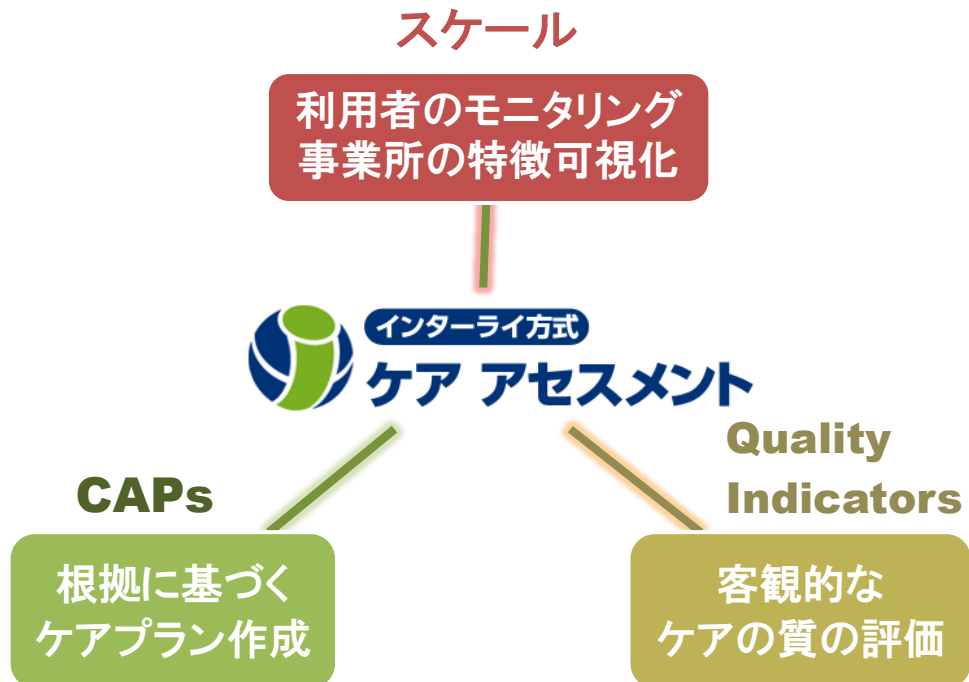 スケール
利用者のモニタリング
事業所の特徴可視化
インターライ方式
ケア アセスメント
CAPs
根拠に基づく
ケアプラン作成
Quality
Indicators
客観的な
ケアの質の評価